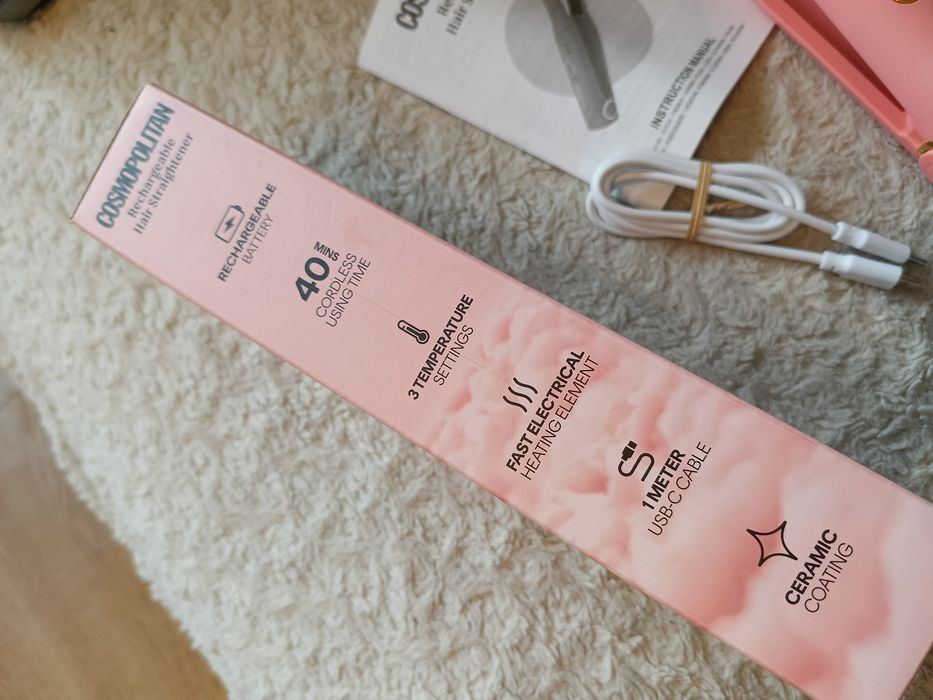 COSMOPOLITAN
Rechargeable
Hair Straightener
RECHARGEABLE
BATTERY
40 MINS
CORDLESS
USING TIME
3 TEMPERATURE
SETTINGS
FAST ELECTRICAL
HEATING ELEMENT
1 METER
USB-C CABLE
CERAMIC
COATING
INSTRUCTION MANUAL